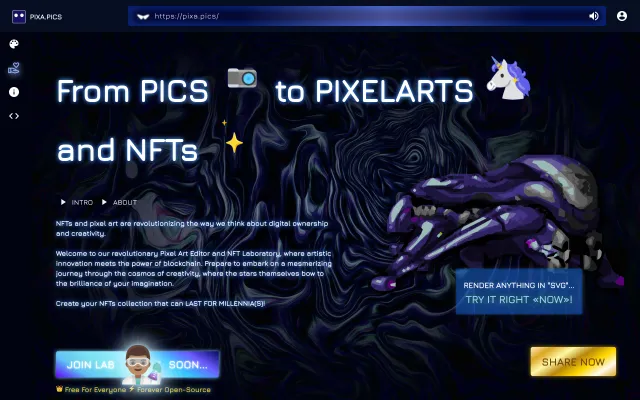 PIXA.PICS
https://pixa.pics/
From PICS to PIXELARTS
and NFTs
INTRO ABOUT
NFTs and pixel art are revolutionizing the way we think about digital ownership
and creativity.
Welcome to our revolutionary Pixel Art Editor and NFT Laboratory, where artistic
innovation meets the power of blockchain. Prepare to embark on a mesmerizing
journey through the cosmos of creativity, where the stars themselves bow to
the brilliance of your imagination.
Create your NFTs collection that can LAST FOR MILLENNIA(S)!
RENDER ANYTHING IN "SVG"...
TRY IT RIGHT «NOW»!
JOIN LAB SOON...
SHARE NOW
Free For Everyone Forever Open-Source